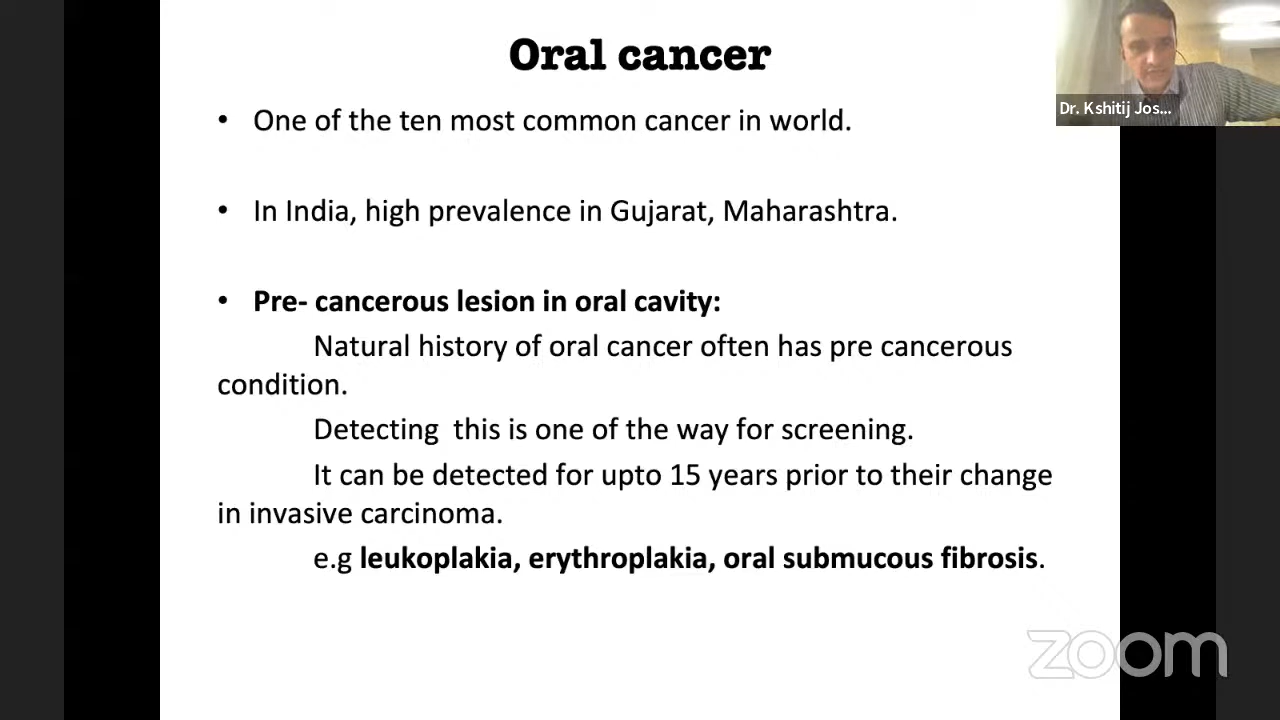 Oral cancer
Dr. Kshitij Jos...
• One of the ten most common cancer in world.
• In India, high prevalence in Gujarat, Maharashtra.
• Pre- cancerous lesion in oral cavity:
Natural history of oral cancer often has pre cancerous
condition.
Detecting  this is one of the way for screening.
It can be detected for upto 15 years prior to their change
in invasive carcinoma.
e.g leukoplakia, erythroplakia, oral submucous fibrosis.
zoom